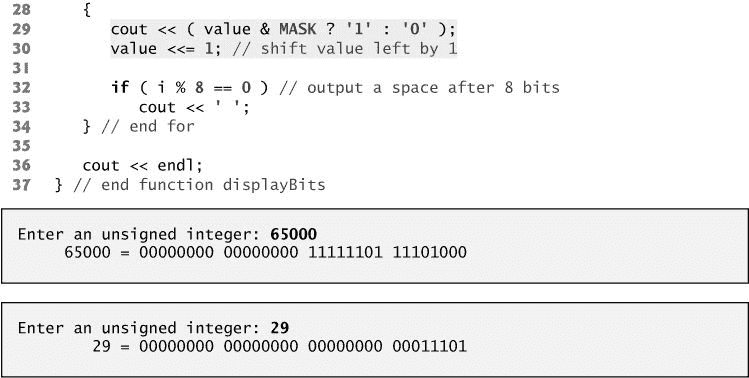 28 {
29 cout << ( value & MASK ? '1' : '0' );
30 value <<= 1; // shift value left by 1
31
32 if ( i % 8 == 0 ) // output a space after 8 bits
33 cout << ' ';
34 } // end for
35
36 cout << endl;
37 } // end function displayBits
Enter an unsigned integer: 65000
65000 = 00000000 00000000 11111101 11101000
Enter an unsigned integer: 29
29 = 00000000 00000000 00000000 00011101